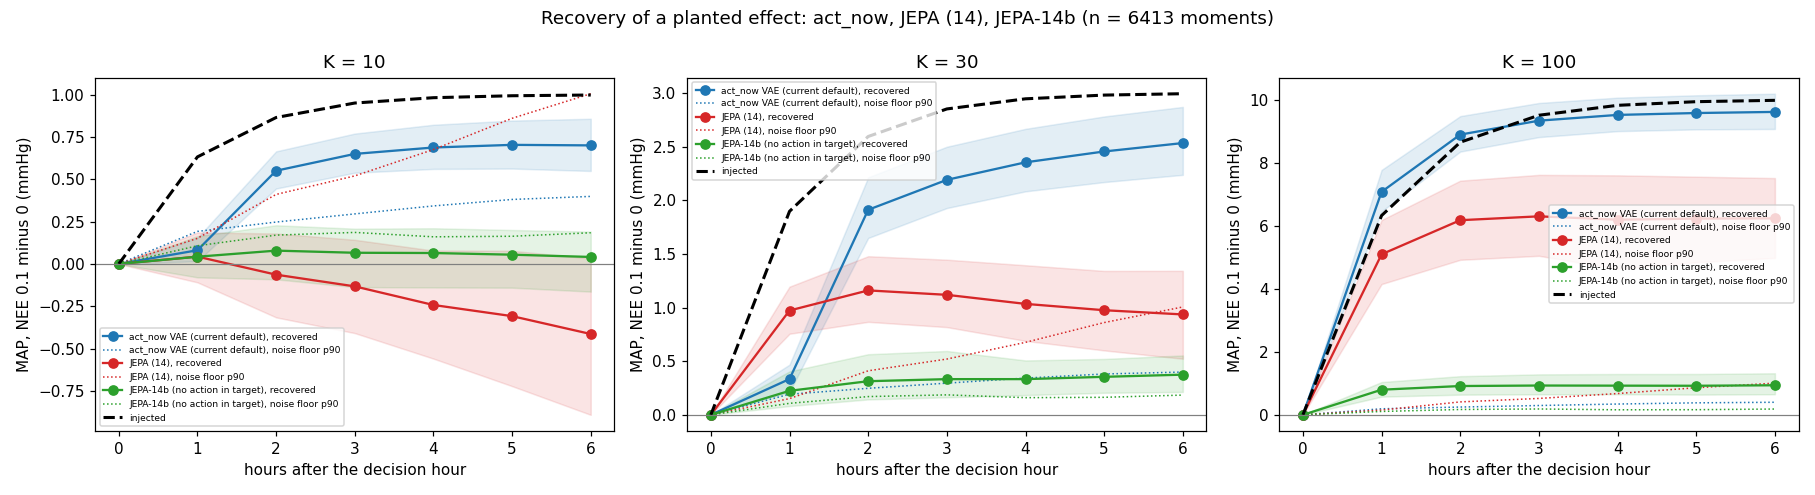 Recovery of a planted effect: act_now, JEPA (14), JEPA-14b (n = 6413 moments)
K = 10
MAP, NEE 0.1 minus 0 (mmHg)
1.00
0.75
0.50
0.25
0.00
−0.25
−0.50
−0.75
act_now VAE (current default), recovered
act_now VAE (current default), noise floor p90
JEPA (14), recovered
JEPA (14), noise floor p90
JEPA-14b (no action in target), recovered
JEPA-14b (no action in target), noise floor p90
injected
0 1 2 3 4 5 6
hours after the decision hour
K = 30
MAP, NEE 0.1 minus 0 (mmHg)
3.0
2.5
2.0
1.5
1.0
0.5
0.0
act_now VAE (current default), recovered
act_now VAE (current default), noise floor p90
JEPA (14), recovered
JEPA (14), noise floor p90
JEPA-14b (no action in target), recovered
JEPA-14b (no action in target), noise floor p90
injected
0 1 2 3 4 5 6
hours after the decision hour
K = 100
MAP, NEE 0.1 minus 0 (mmHg)
10
8
6
4
2
0
act_now VAE (current default), recovered
act_now VAE (current default), noise floor p90
JEPA (14), recovered
JEPA (14), noise floor p90
JEPA-14b (no action in target), recovered
JEPA-14b (no action in target), noise floor p90
injected
0 1 2 3 4 5 6
hours after the decision hour